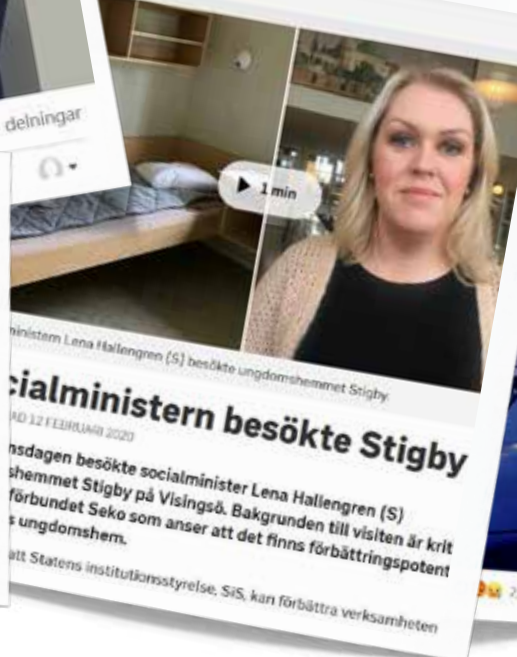 delningar
1 min
ministern Lena Hallengren (S) besökte ungdomshemmet Stigby.
cialministern besökte Stigby
AD 12 FEBRUARI 2020
nsdagen besökte socialminister Lena Hallengren (S)
shemmet Stigby på Visingsö. Bakgrunden till visiten är krit
förbundet Seko som anser att det finns förbättringspotent
s ungdomshem.
att Statens institutionsstyrelse, SiS, kan förbättra verksamheten